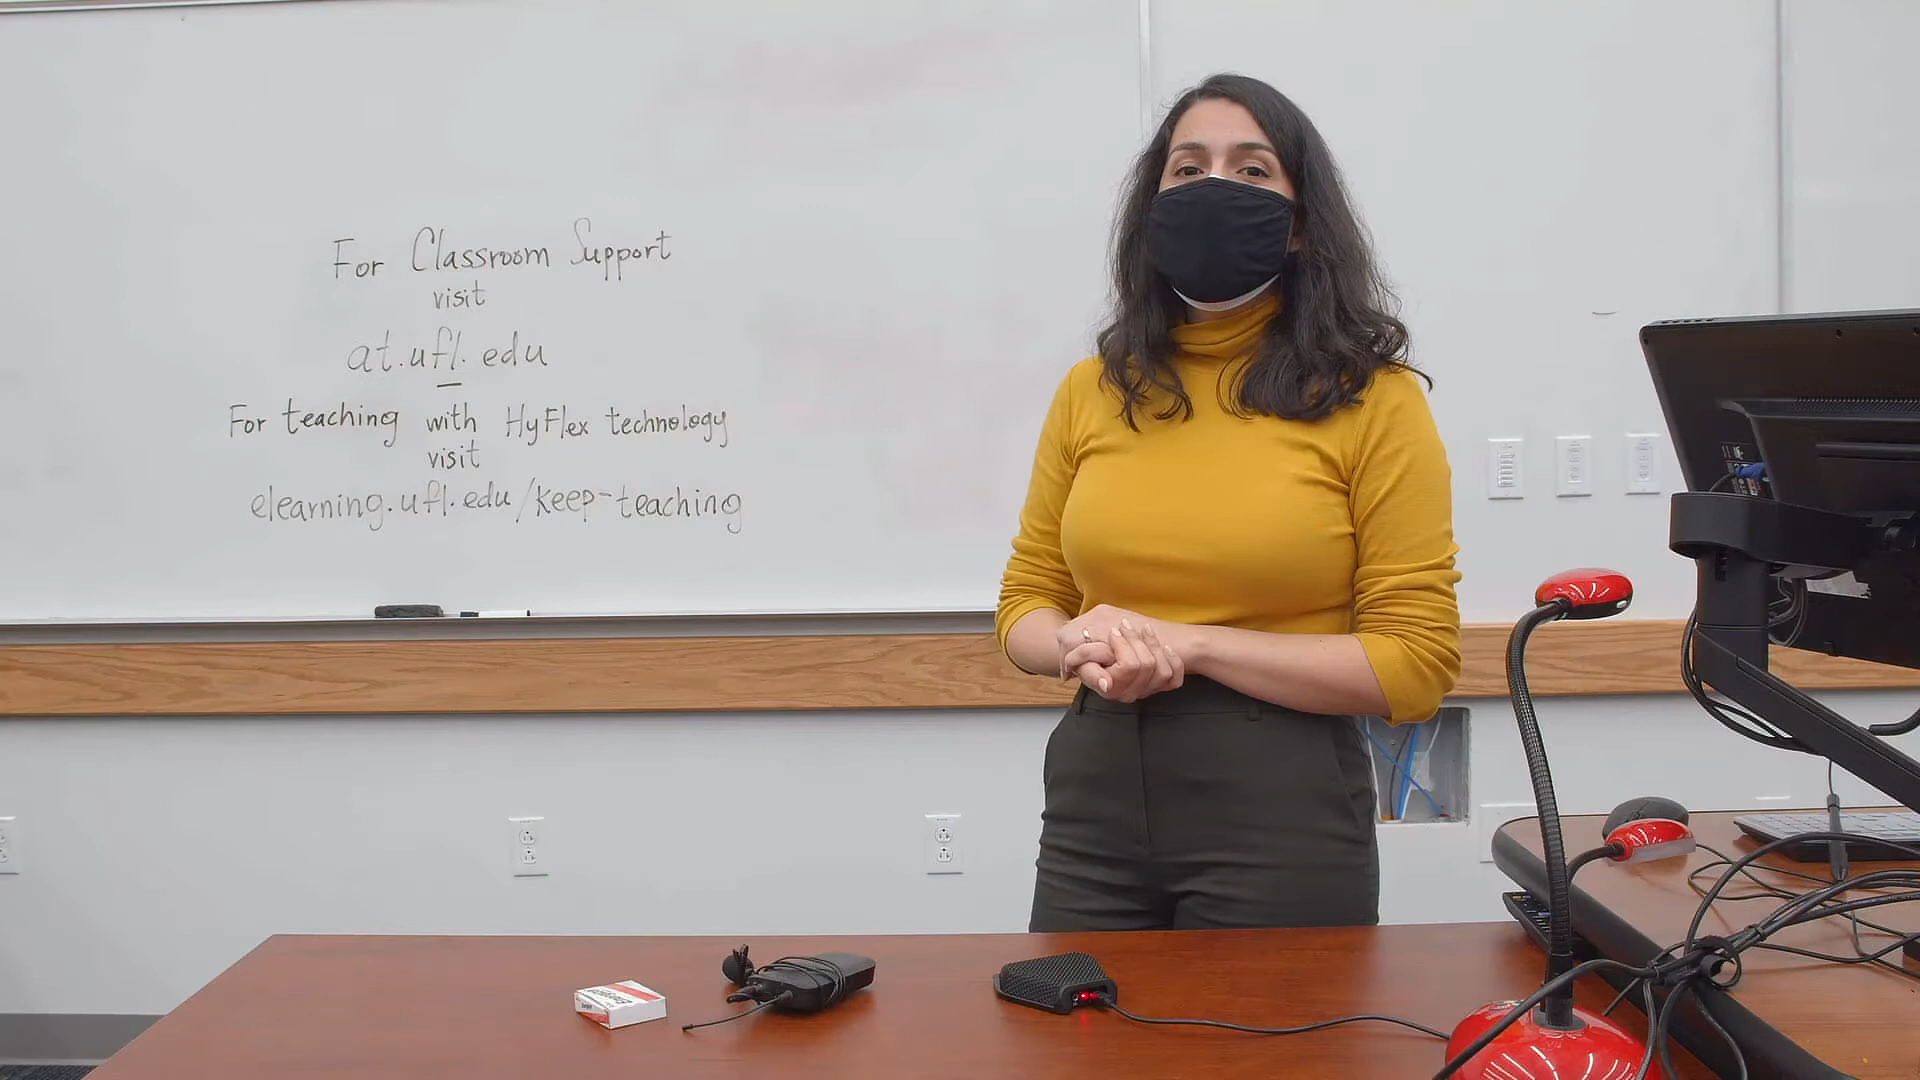 For Classroom Support
visit
at.ufl.edu
For teaching with HyFlex technology
visit
elearning.ufl.edu/keep-teaching